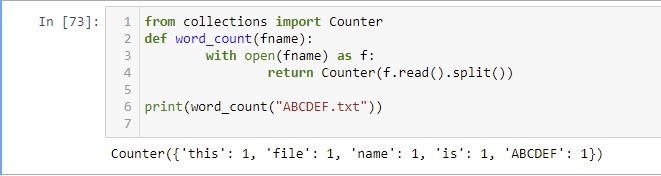 In [73]:
1 from collections import Counter
2 def word_count(fname):
3         with open(fname) as f:
4                 return Counter(f.read().split())
5
6 print(word_count("ABCDEF.txt"))
7
Counter({'this': 1, 'file': 1, 'name': 1, 'is': 1, 'ABCDEF': 1})